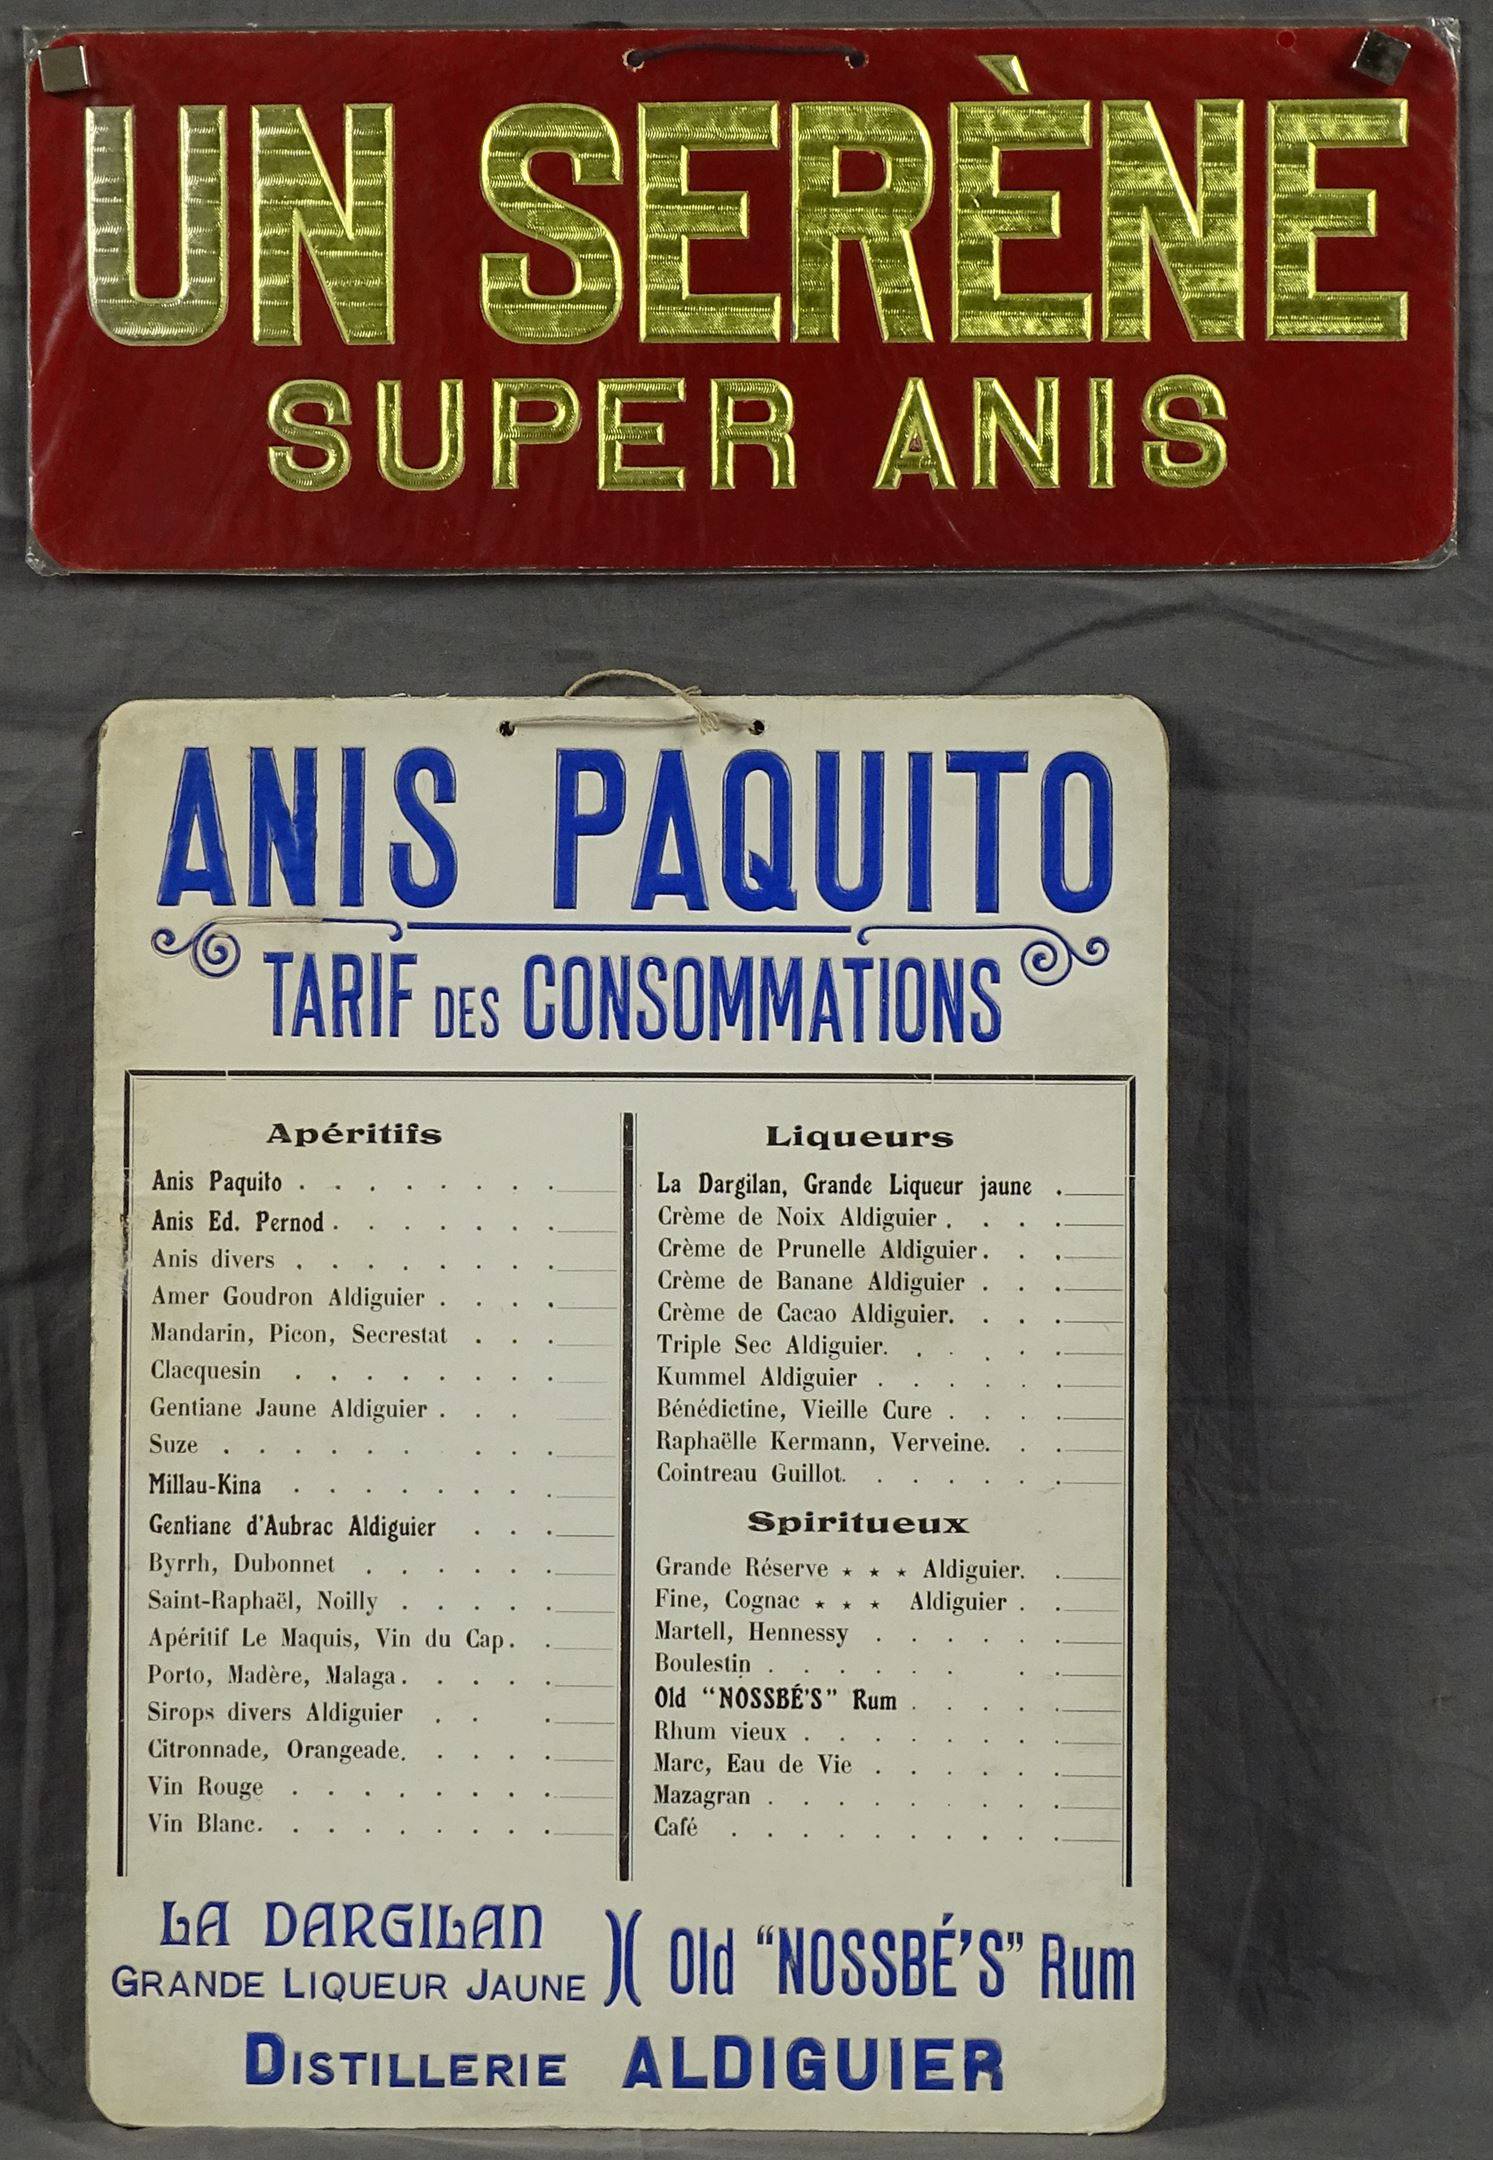 UN SERÈNE
SUPER ANIS
ANIS PAQUITO
TARIF DES CONSOMMATIONS
Apéritifs
Anis Paquito
Anis Ed. Pernod
Anis divers
Amer Goudron Aldiguier
Mandarin, Picon, Secrestat
Clacquesin
Gentiane Jaune Aldiguier
Suze
Millau-Kina
Gentiane d'Aubrac Aldiguier
Byrrh, Dubonnet
Saint-Raphaël, Noilly
Apéritif Le Maquis, Vin du Cap
Porto, Madère, Malaga
Sirops divers Aldiguier
Citronnade, Orangeade
Vin Rouge
Vin Blanc
Liqueurs
La Dargilan, Grande Liqueur jaune
Crème de Noix Aldiguier
Crème de Prunelle Aldiguier
Crème de Banane Aldiguier
Crème de Cacao Aldiguier
Triple Sec Aldiguier
Kummel Aldiguier
Bénédictine, Vieille Cure
Raphaëlle Kermann, Verveine
Cointreau Guillot
Spiritueux
Grande Réserve ★ ★ ★ Aldiguier
Fine, Cognac ★ ★ ★ Aldiguier
Martell, Hennessy
Boulestin
Old “NOSSBÉ'S” Rum
Rhum vieux
Marc, Eau de Vie
Mazagran
Café
LA DARGILAN
GRANDE LIQUEUR JAUNE
Old “NOSSBÉ'S” Rum
DISTILLERIE ALDIGUIER